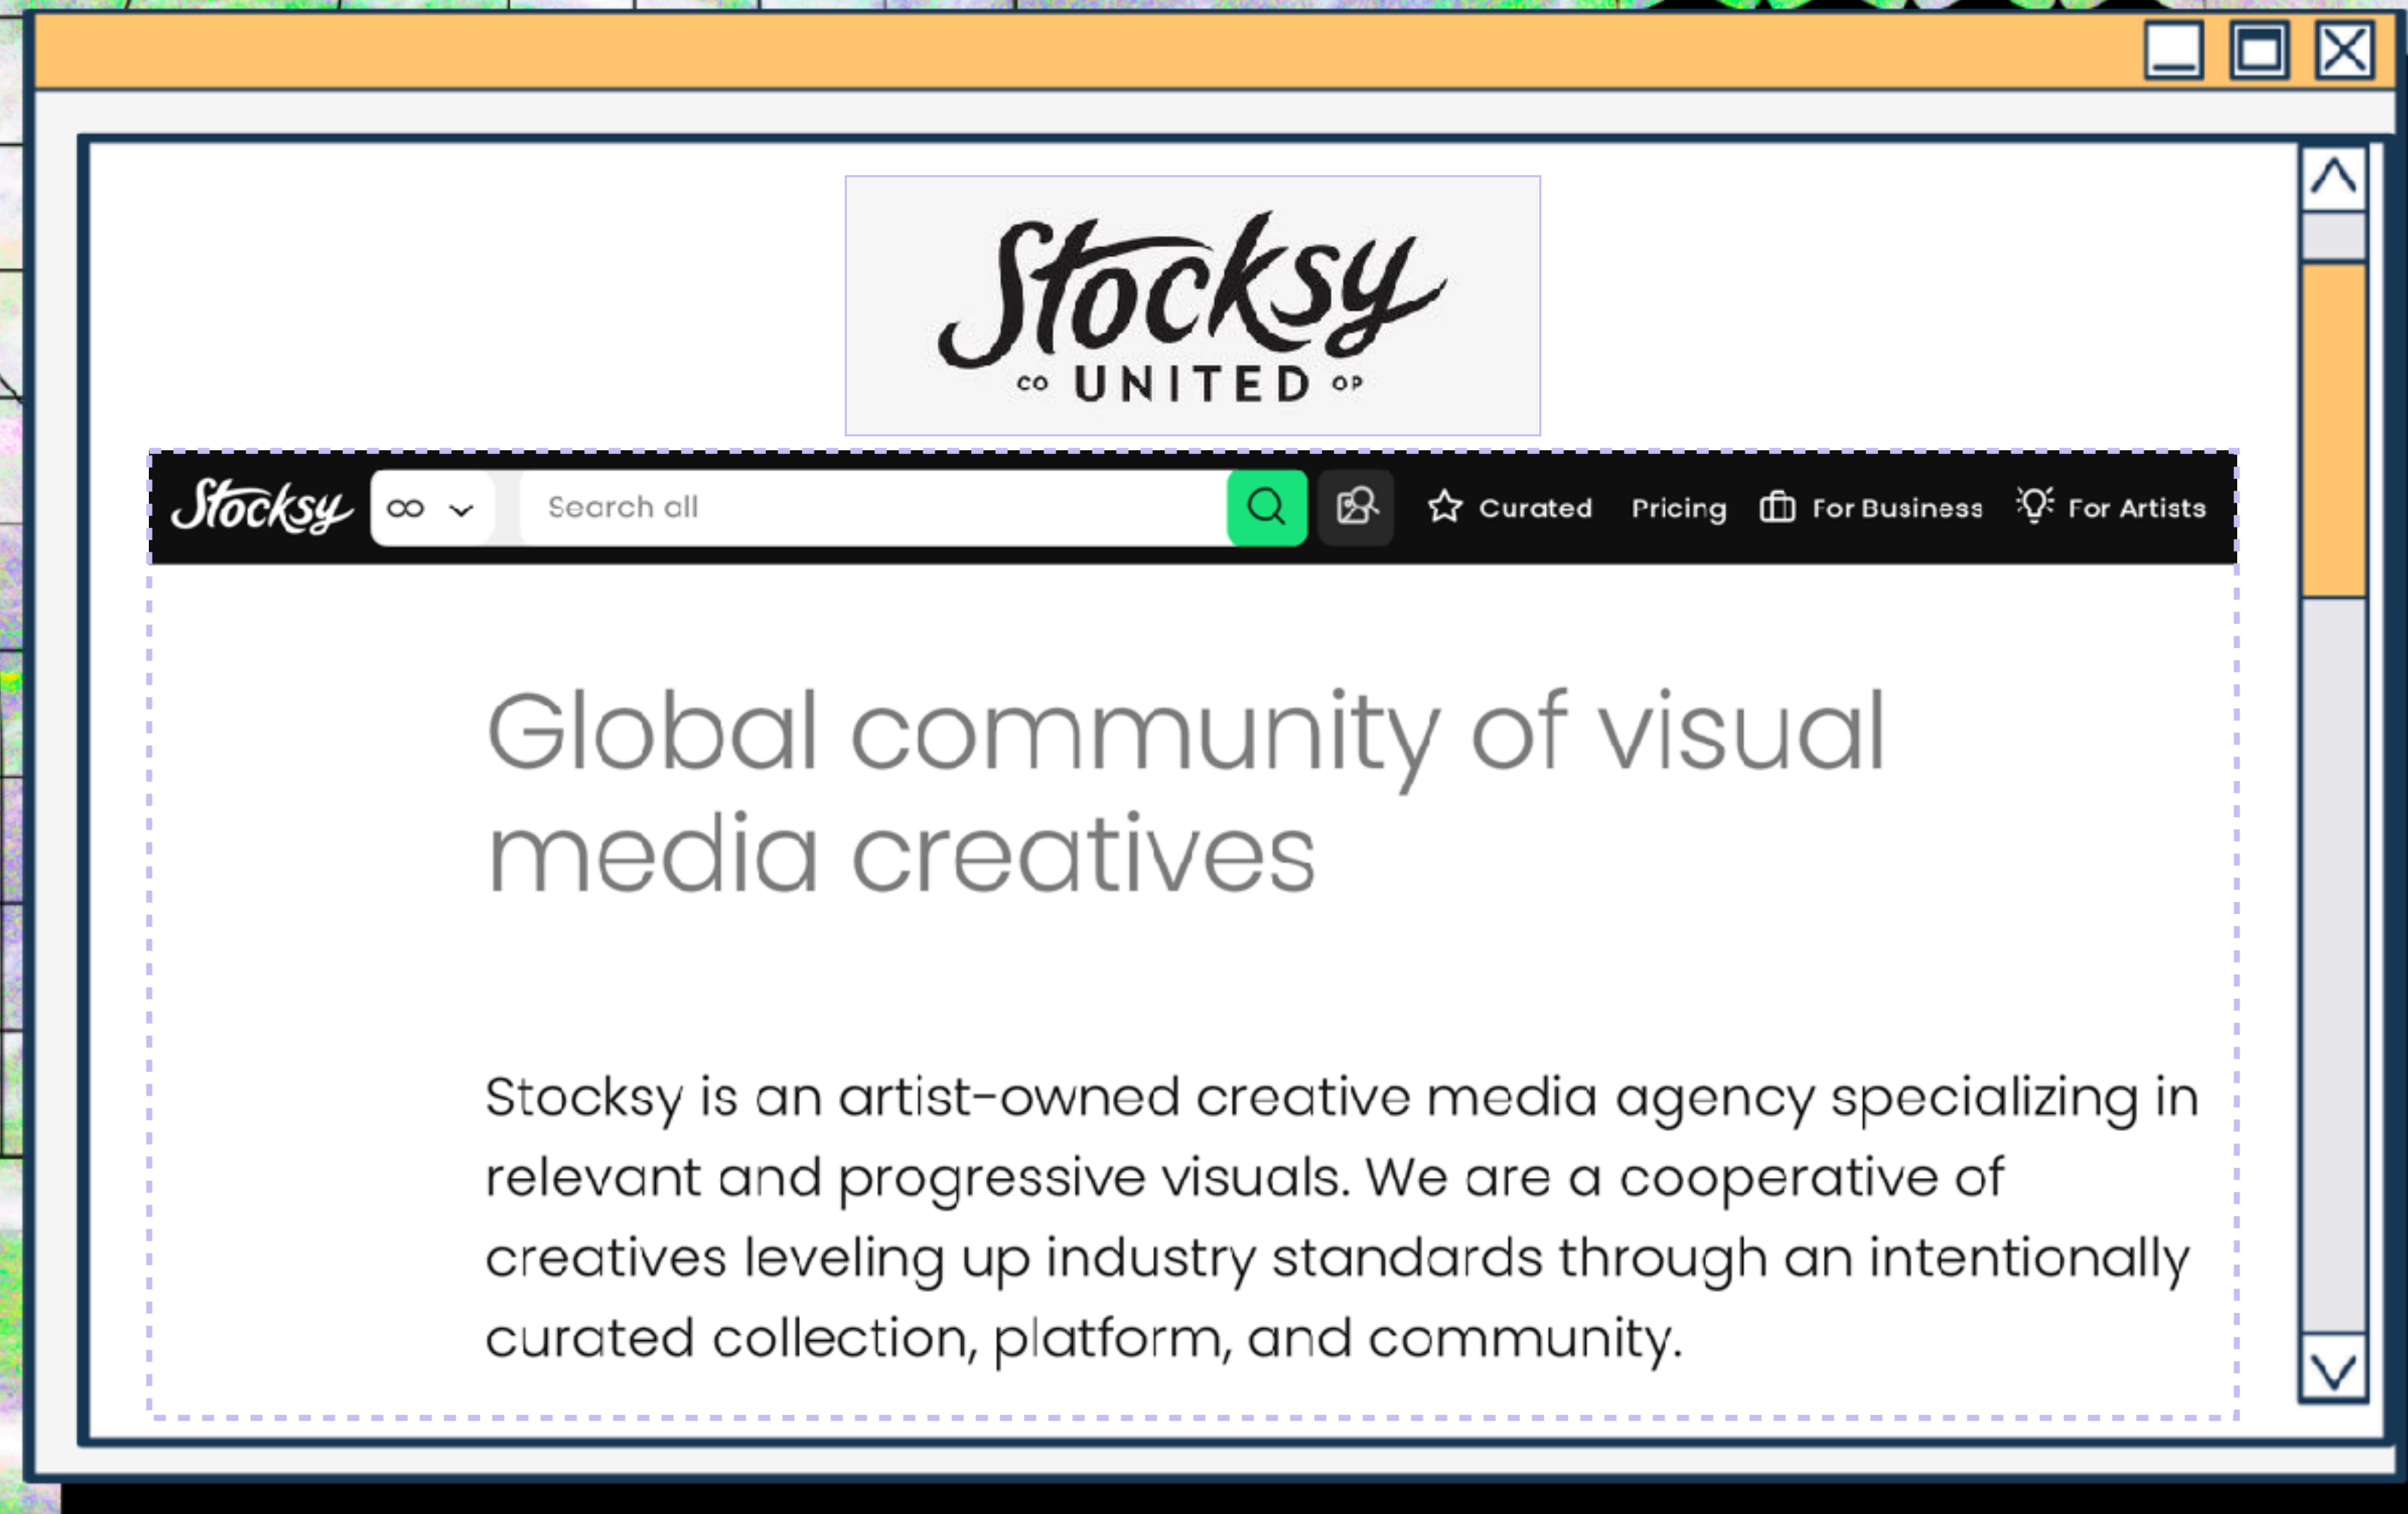 Stocksy
CO UNITED OP
Stocksy
Search all
Curated
Pricing
For Business
For Artists
Global community of visual
media creatives
Stocksy is an artist-owned creative media agency specializing in
relevant and progressive visuals. We are a cooperative of
creatives leveling up industry standards through an intentionally
curated collection, platform, and community.